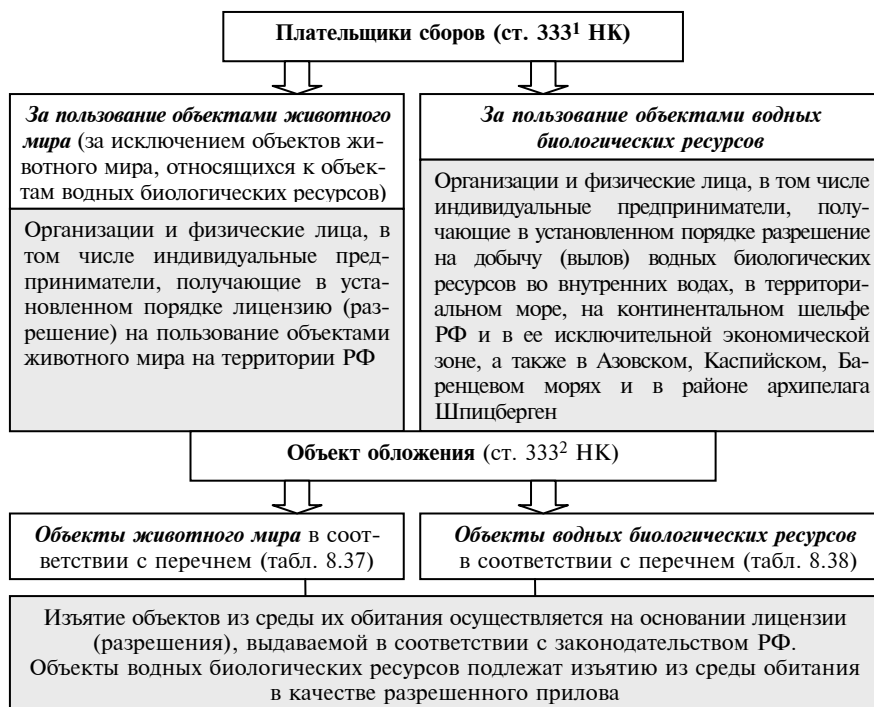 Плательщики сборов (ст. 333¹ НК)
За пользование объектами животного
мира (за исключением объектов жи-
вотного мира, относящихся к объек-
там водных биологических ресурсов)
Организации и физические лица, в
том числе индивидуальные пред-
приниматели, получающие в уста-
новленном порядке лицензию (раз-
решение) на пользование объектами
животного мира на территории РФ
За пользование объектами водных
биологических ресурсов
Организации и физические лица, в том числе
индивидуальные предприниматели, полу-
чающие в установленном порядке разрешение
на добычу (вылов) водных биологических
ресурсов во внутренних водах, в территори-
альном море, на континентальном шельфе
РФ и в ее исключительной экономической
зоне, а также в Азовском, Каспийском, Ба-
ренцевом морях и в районе архипелага
Шпицберген
Объект обложения (ст. 333² НК)
Объекты животного мира в соот-
ветствии с перечнем (табл. 8.37)
Объекты водных биологических ресурсов
в соответствии с перечнем (табл. 8.38)
Изъятие объектов из среды их обитания осуществляется на основании лицензии
(разрешения), выдаваемой в соответствии с законодательством РФ.
Объекты водных биологических ресурсов подлежат изъятию из среды обитания
в качестве разрешенного прилова